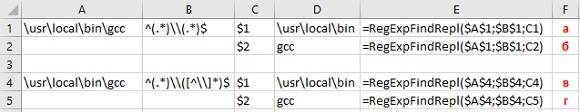 A B C D E F
1 \usr\local\bin\gcc ^(.*)\\(.*)$ $1 \usr\local\bin =RegExpFindRepl($A$1;$B$1;C1) а
2 $2 gcc =RegExpFindRepl($A$1;$B$1;C2) б
3
4 \usr\local\bin\gcc ^(.*)\\([^\\]*)$ $1 \usr\local\bin =RegExpFindRepl($A$4;$B$4;C4) в
5 $2 gcc =RegExpFindRepl($A$4;$B$4;C5) г